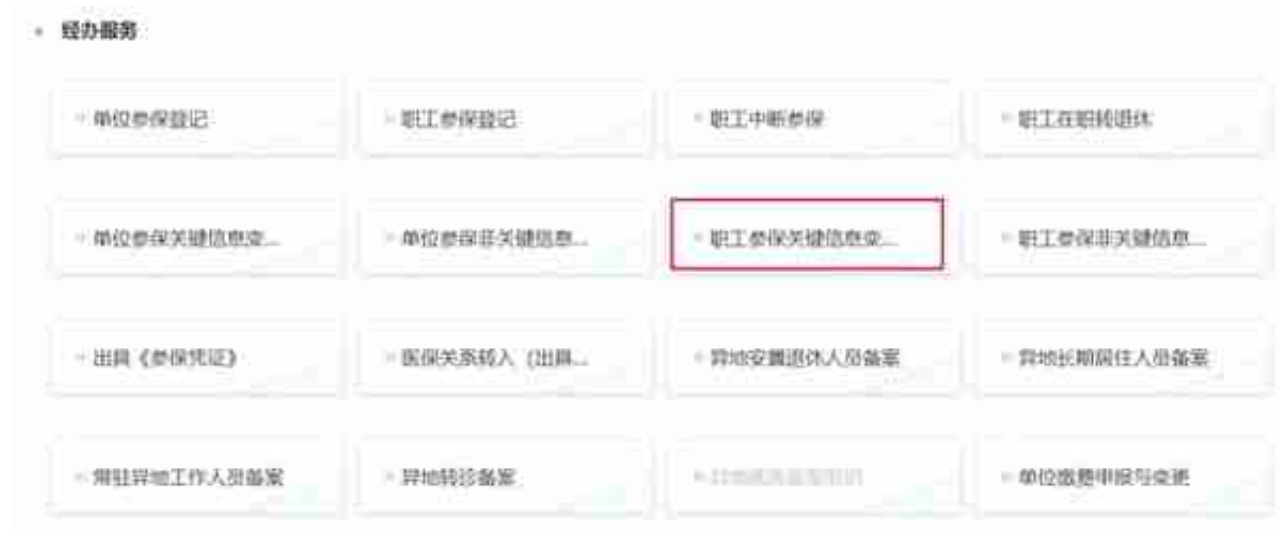 经办服务
单位参保登记
职工参保登记
职工中断参保
职工在职转退休
单位参保关键信息变...
单位参保非关键信息...
职工参保关键信息变...
职工参保非关键信息...
出具《参保凭证》
医保关系转入（出具...
异地安置退休人员备案
异地长期居住人员备案
常驻异地工作人员备案
异地转诊备案
单位缴费申报与变更